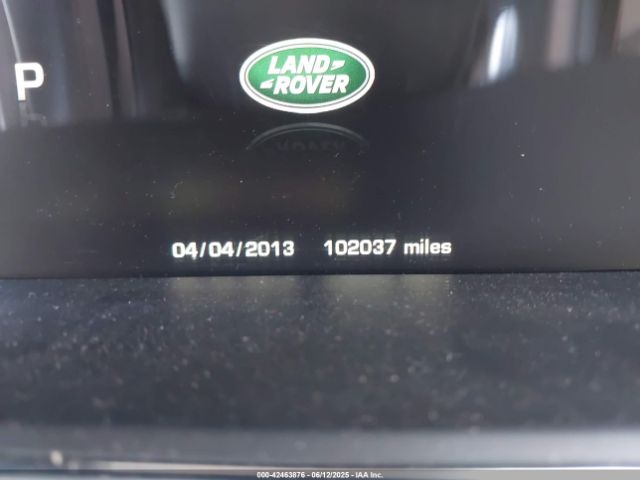 P
LAND
ROVER
04/04/2013 102037 miles
000-42463876 - 06/12/2025 - IAA Inc.